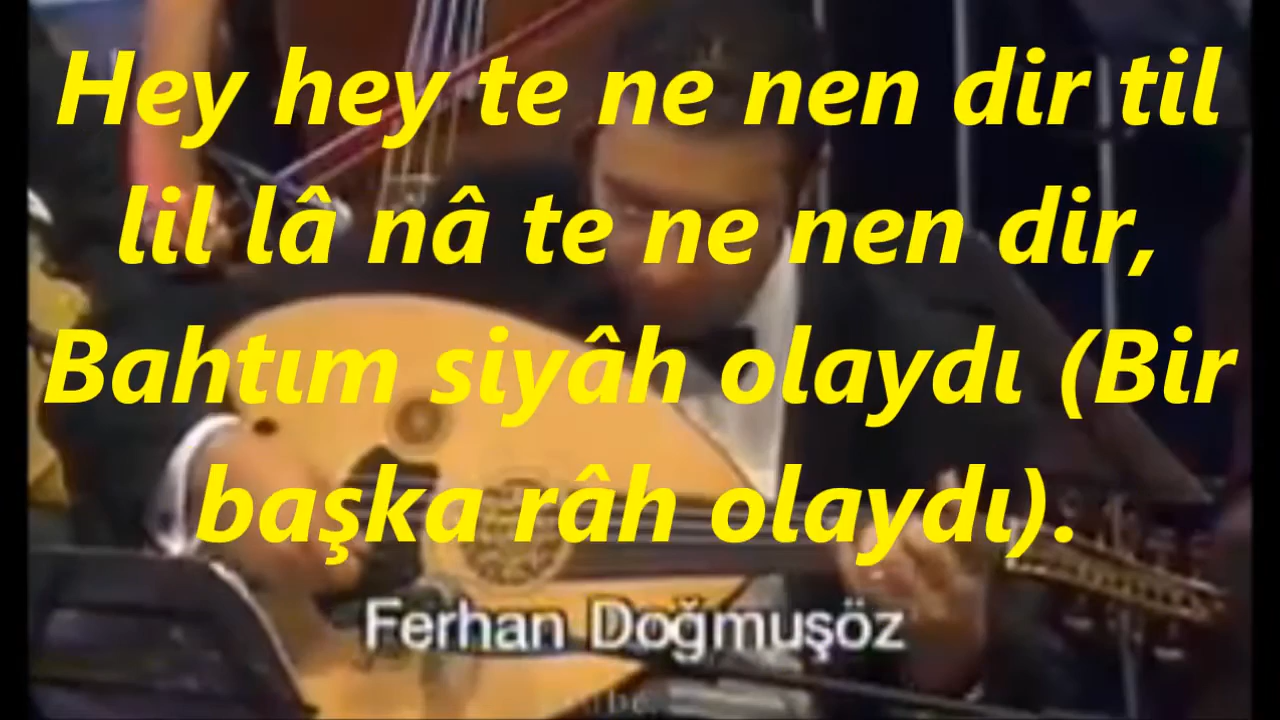 Hey hey te ne nen dir til
lil lâ nâ te ne nen dir,
Bahtım siyâh olaydı (Bir
başka râh olaydı).
Ferhan Doğmuşöz